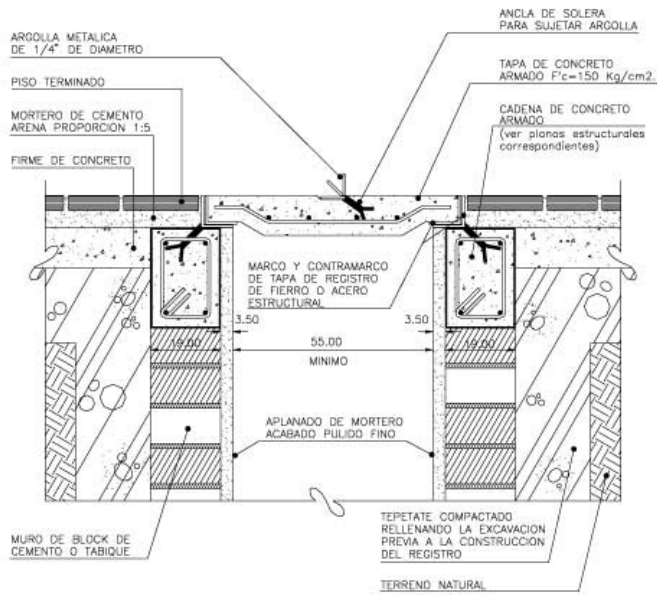 ARGOLLA METALICA
DE 1/4" DE DIAMETRO
PISO TERMINADO
MORTERO DE CEMENTO
ARENA PROPORCION 1:5
FIRME DE CONCRETO
ANCLA DE SOLERA
PARA SUJETAR ARGOLLA
TAPA DE CONCRETO
ARMADO F'c=150 Kg/cm2.
CADENA DE CONCRETO
ARMADO
(ver planos estructurales
correspondientes)
MARCO Y CONTRAMARCO
DE TAPA DE REGISTRO
DE FIERRO O ACERO
ESTRUCTURAL
3.50
3.50
19.00
55.00
19.00
MINIMO
APLANADO DE MORTERO
ACABADO PULIDO FINO
MURO DE BLOCK DE
CEMENTO O TABIQUE
TEPETATE COMPACTADO
RELLENANDO LA EXCAVACION
PREVIA A LA CONSTRUCCION
DEL REGISTRO
TERRENO NATURAL